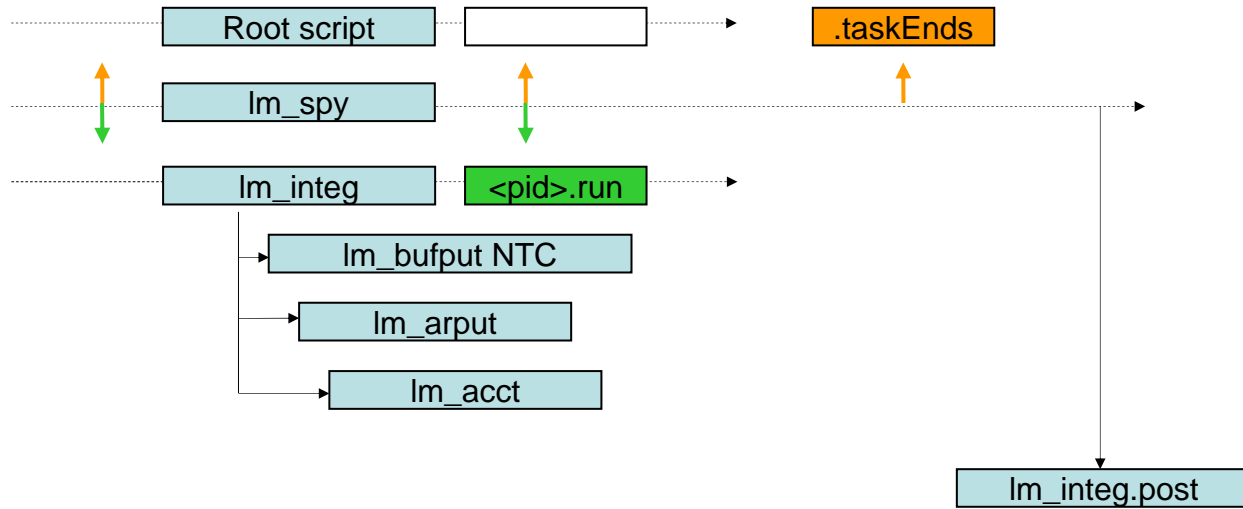 Root script
.taskEnds
lm_spy
lm_integ
<pid>.run
lm_bufput NTC
lm_arput
lm_acct
lm_integ.post